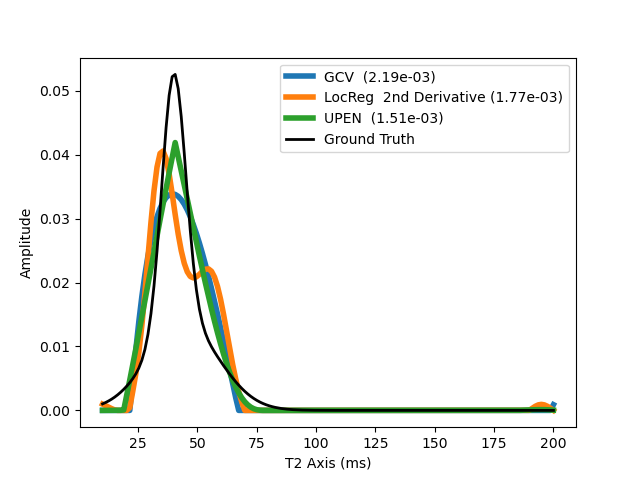 GCV (2.19e-03)
LocReg 2nd Derivative (1.77e-03)
UPEN (1.51e-03)
Ground Truth
Amplitude
0.05
0.04
0.03
0.02
0.01
0.00
25 50 75 100 125 150 175 200
T2 Axis (ms)